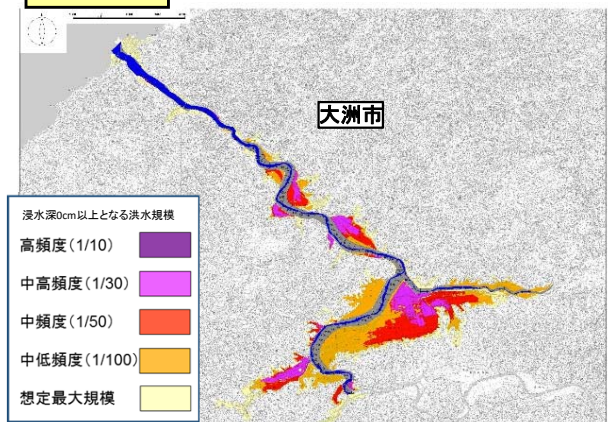 大洲市
浸水深0cm以上となる洪水規模
高頻度(1/10)
中高頻度(1/30)
中頻度(1/50)
中低頻度(1/100)
想定最大規模